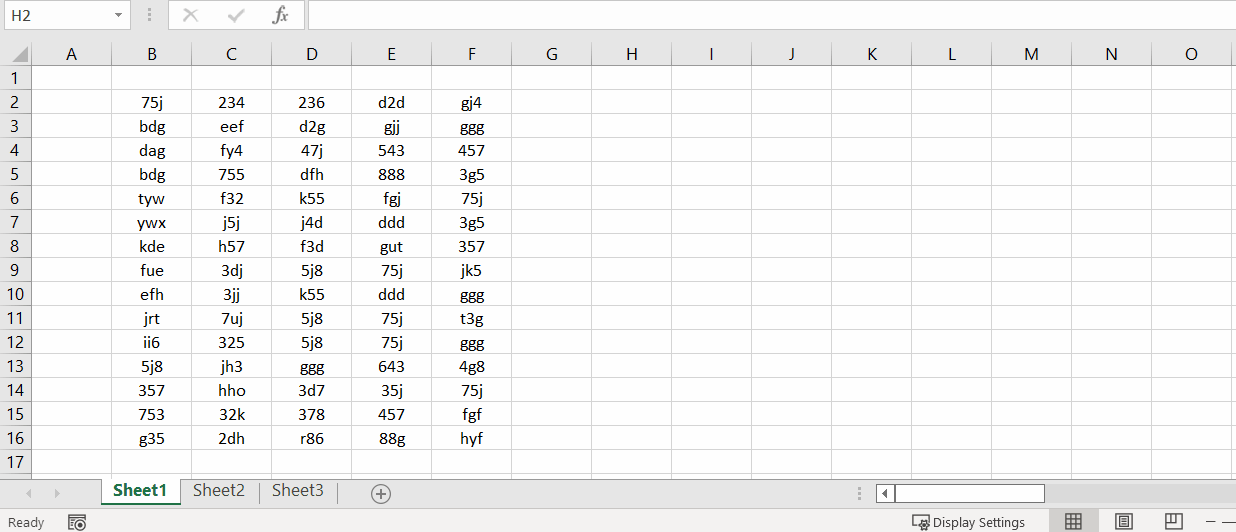 H2 fx
A B C D E F G H I J K L M N O
1
2 75j 234 236 d2d gj4
3 bdg eef d2g gjj ggg
4 dag fy4 47j 543 457
5 bdg 755 dfh 888 3g5
6 tyw f32 k55 fgj 75j
7 ywx j5j j4d ddd 3g5
8 kde h57 f3d gut 357
9 fue 3dj 5j8 75j jk5
10 efh 3jj k55 ddd ggg
11 jrt 7uj 5j8 75j t3g
12 ii6 325 5j8 75j ggg
13 5j8 jh3 ggg 643 4g8
14 357 hho 3d7 35j 75j
15 753 32k 378 457 fgf
16 g35 2dh r86 88g hyf
17
Sheet1 Sheet2 Sheet3
Ready Display Settings